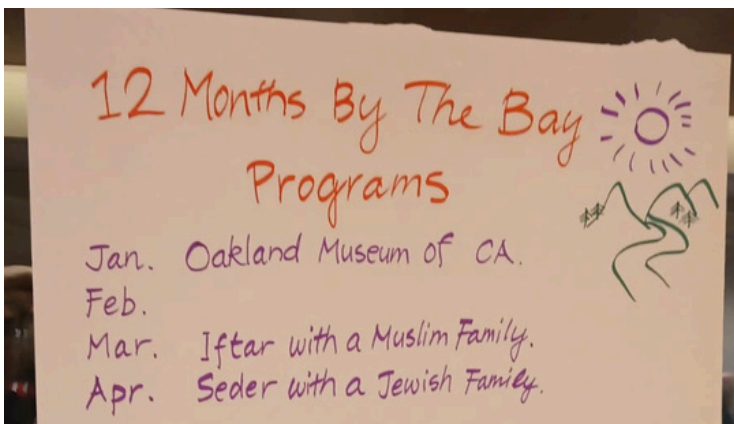 12 Months By The Bay
Programs
Jan. Oakland Museum of CA.
Feb.
Mar. Iftar with a Muslim Family.
Apr. Seder with a Jewish Family.